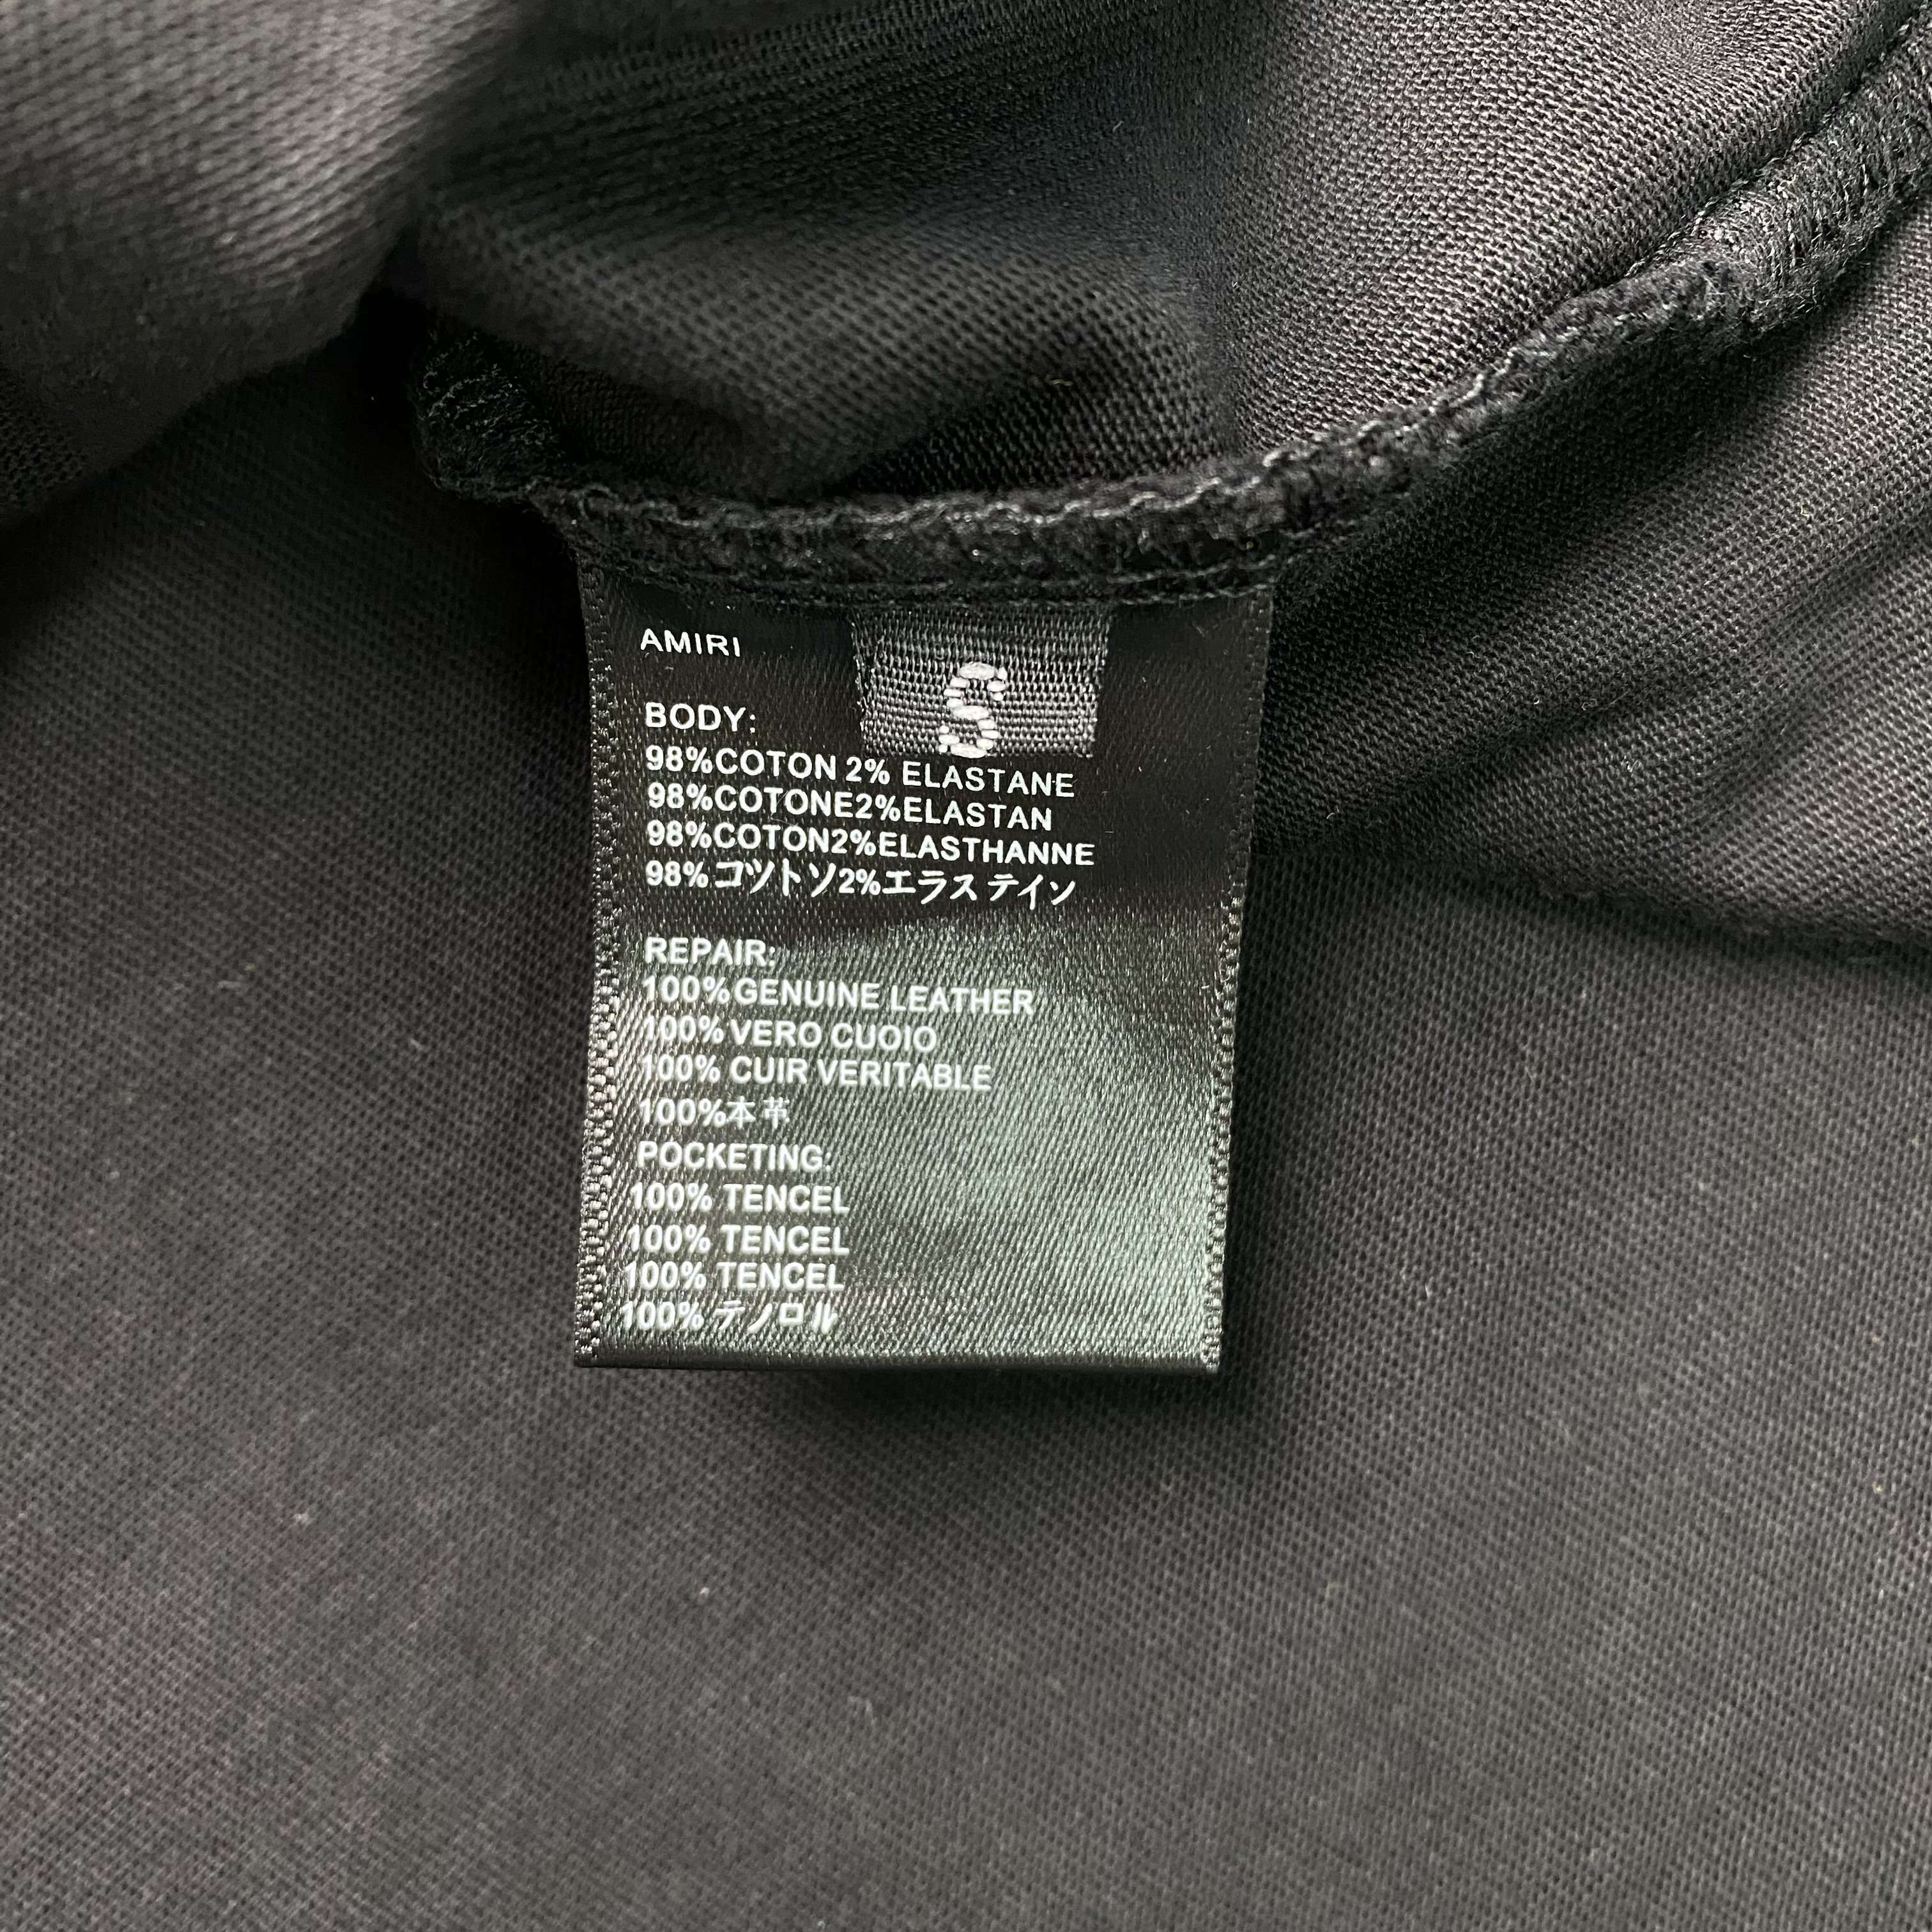 AMIRI
S
BODY:
98%COTON 2% ELASTANE
98%COTONE2%ELASTAN
98%COTON2%ELASTHANNE
98%コツトソ2%エラス テイソ
REPAIR:
100%GENUINE LEATHER
100%VERO CUOIO
100% CUIR VERITABLE
100%本革
POCKETING:
100% TENCEL
100% TENCEL
100% TENCEL
100%テノロル